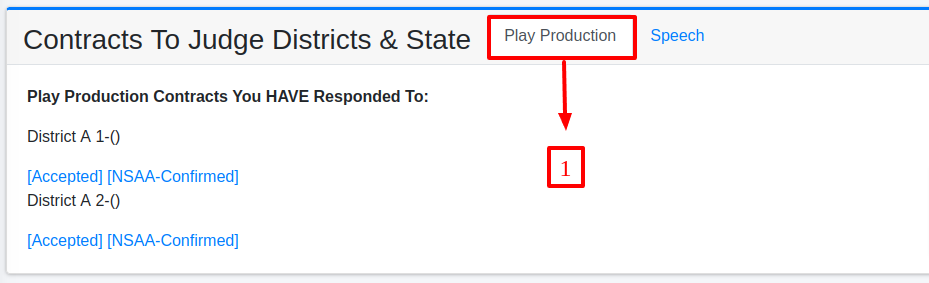 Contracts To Judge Districts & State Play Production Speech
Play Production Contracts You HAVE Responded To:
District A 1-()
1
[Accepted] [NSAA-Confirmed]
District A 2-()
[Accepted] [NSAA-Confirmed]